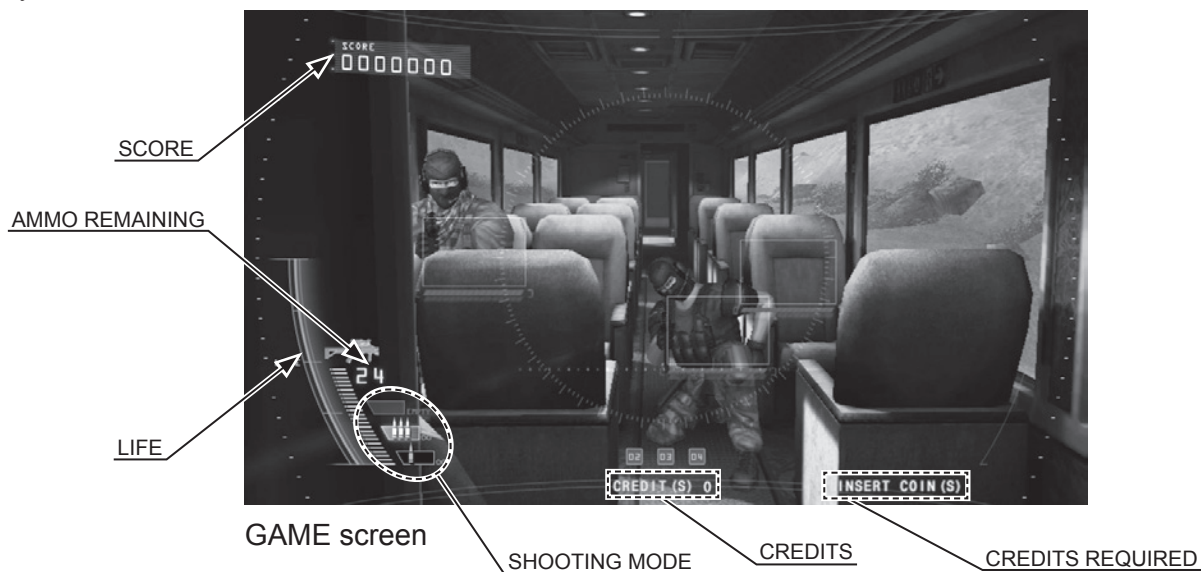 SCORE
0000000
SCORE
AMMO REMAINING
24
LIFE
02 03 04
CREDIT(S) 0
INSERT COIN(S)
GAME screen
SHOOTING MODE
CREDITS
CREDITS REQUIRED